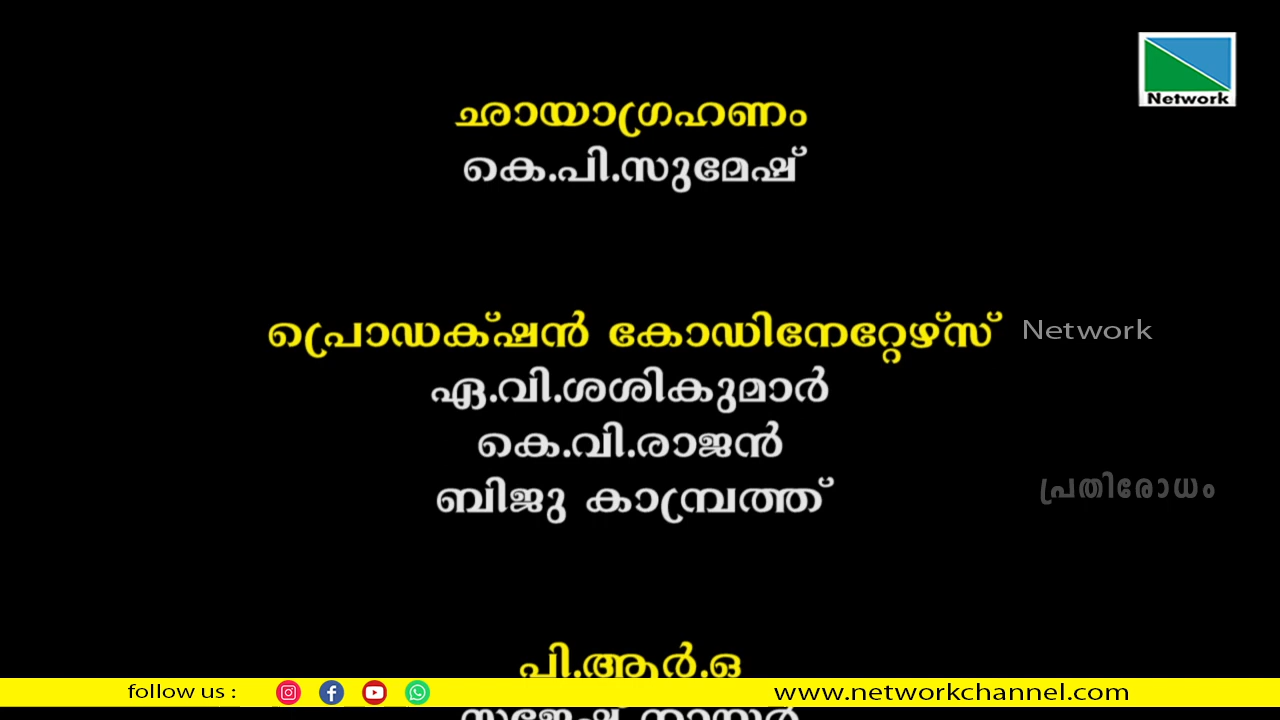 Network
ഛായാഗ്രഹണം
കെ.പി.സുമേഷ്
പ്രൊഡക്ഷൻ കോഡിനേറ്റേഴ്സ്
Network
ഏ.വി.ശശികുമാർ
കെ.വി.രാജൻ
ബിജു കാമ്പ്രത്ത്
പ്രതിരോധം
പി.ആർ.ഒ
follow us :
www.networkchannel.com